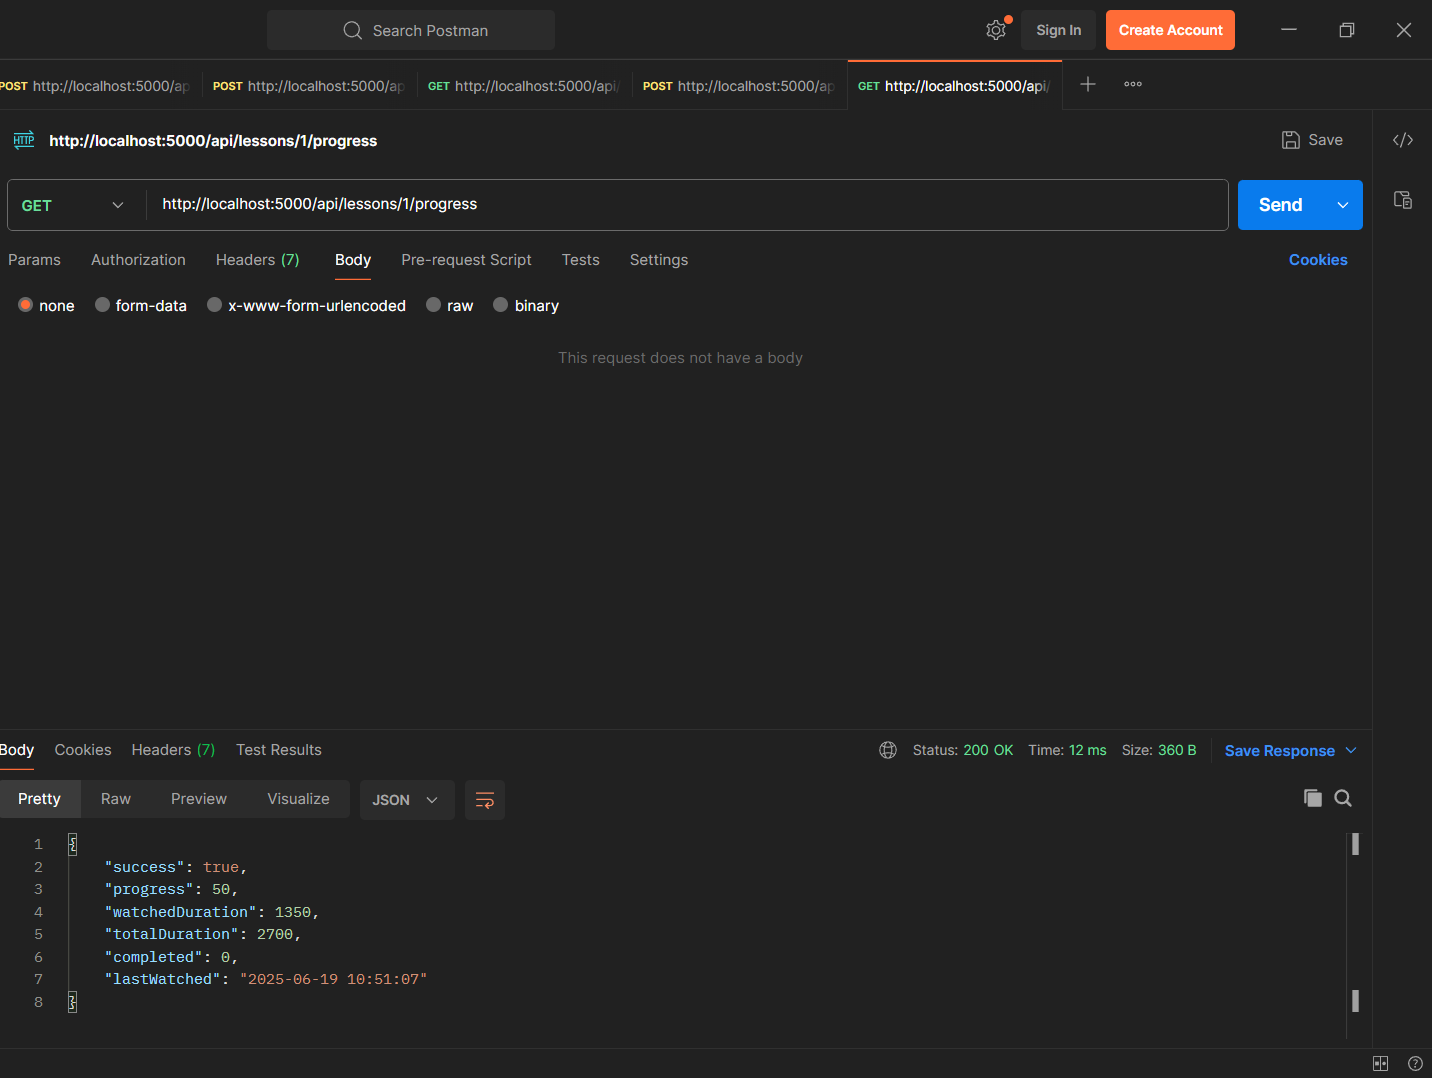 Search Postman
Sign In
Create Account
POST http://localhost:5000/ap
POST http://localhost:5000/ap
GET http://localhost:5000/api/
POST http://localhost:5000/ap
GET http://localhost:5000/api/
HTTP http://localhost:5000/api/lessons/1/progress
Save
GET
http://localhost:5000/api/lessons/1/progress
Send
Params Authorization Headers (7) Body Pre-request Script Tests Settings
Cookies
none form-data x-www-form-urlencoded raw binary
This request does not have a body
Body Cookies Headers (7) Test Results
Status: 200 OK Time: 12 ms Size: 360 B
Save Response
Pretty Raw Preview Visualize JSON
1 {
2 "success": true,
3 "progress": 50,
4 "watchedDuration": 1350,
5 "totalDuration": 2700,
6 "completed": 0,
7 "lastWatched": "2025-06-19 10:51:07"
8 }